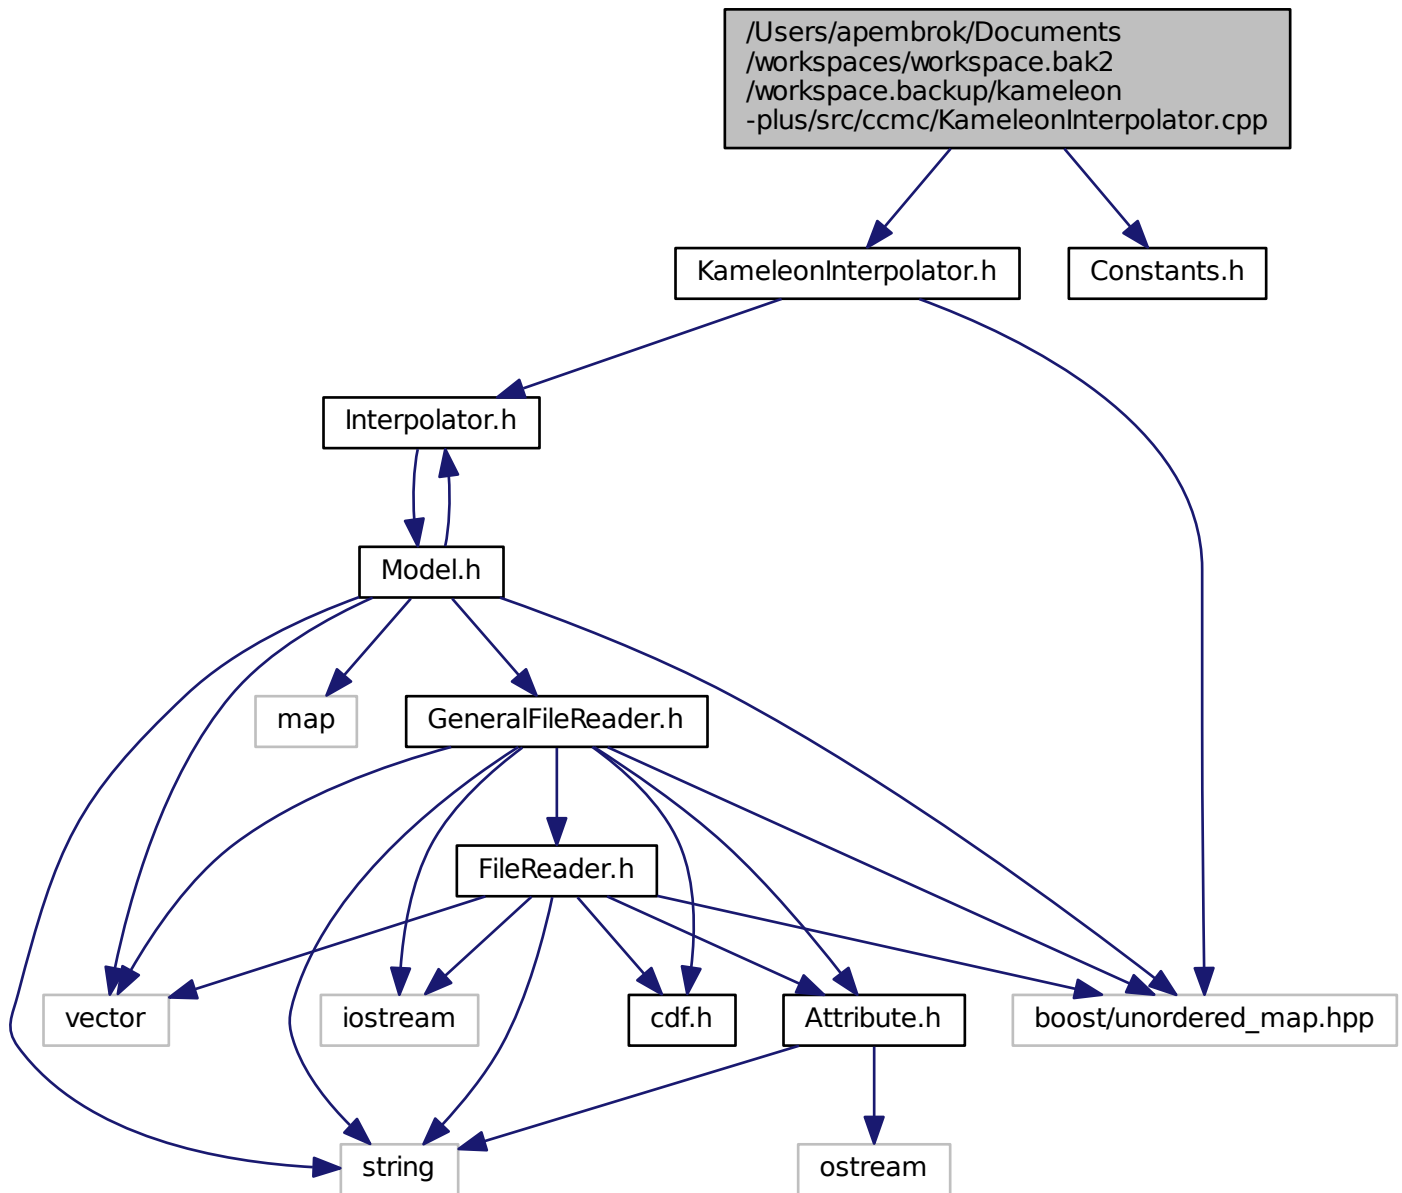 /Users/apembrok/Documents
/workspaces/workspace.bak2
/workspace.backup/kameleon
-plus/src/ccmc/KameleonInterpolator.cpp
KameleonInterpolator.h
Constants.h
Interpolator.h
Model.h
map
GeneralFileReader.h
FileReader.h
vector
iostream
cdf.h
Attribute.h
boost/unordered_map.hpp
string
ostream